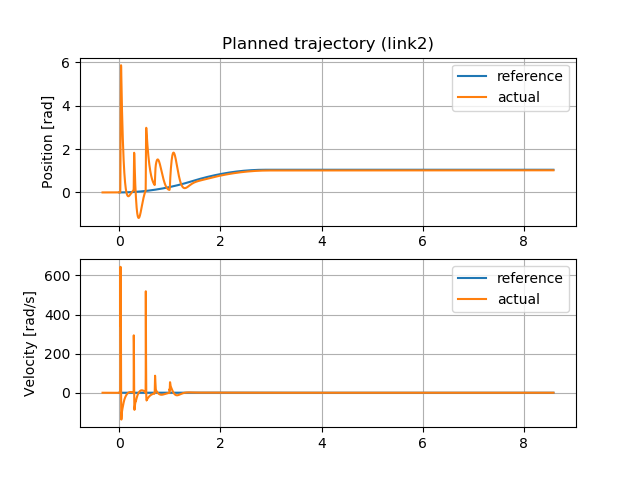 Planned trajectory (link2)
Position [rad]
6
4
2
0
reference
actual
0
2
4
6
8
Velocity [rad/s]
600
400
200
0
reference
actual
0
2
4
6
8